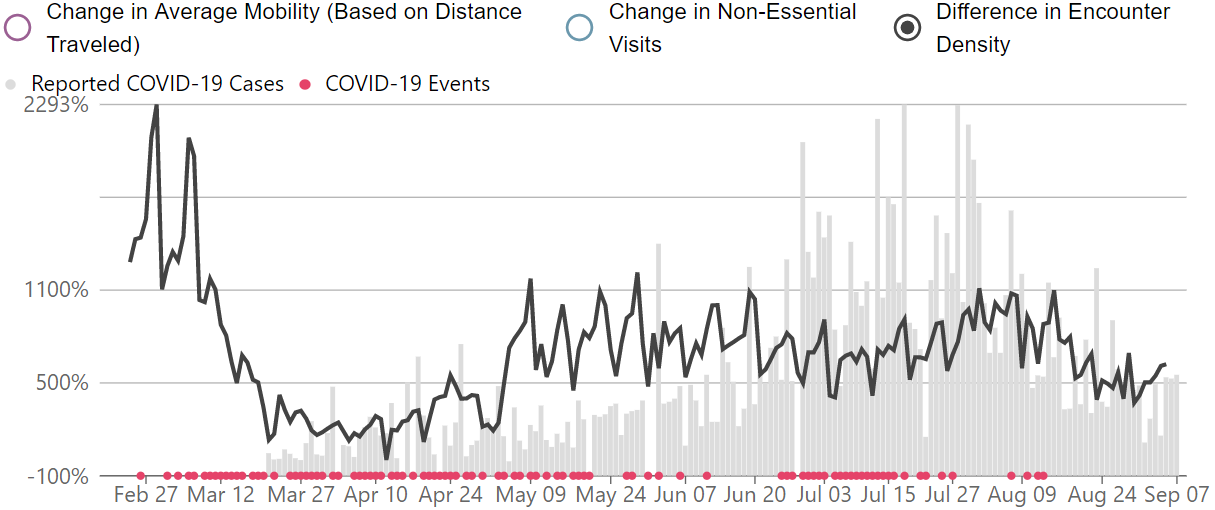 Change in Average Mobility (Based on Distance
Traveled)
Change in Non-Essential
Visits
Difference in Encounter
Density
Reported COVID-19 Cases
COVID-19 Events
2293%
1100%
500%
-100%
Feb 27 Mar 12 Mar 27 Apr 10 Apr 24 May 09 May 24 Jun 07 Jun 20 Jul 03 Jul 15 Jul 27 Aug 09 Aug 24 Sep 07